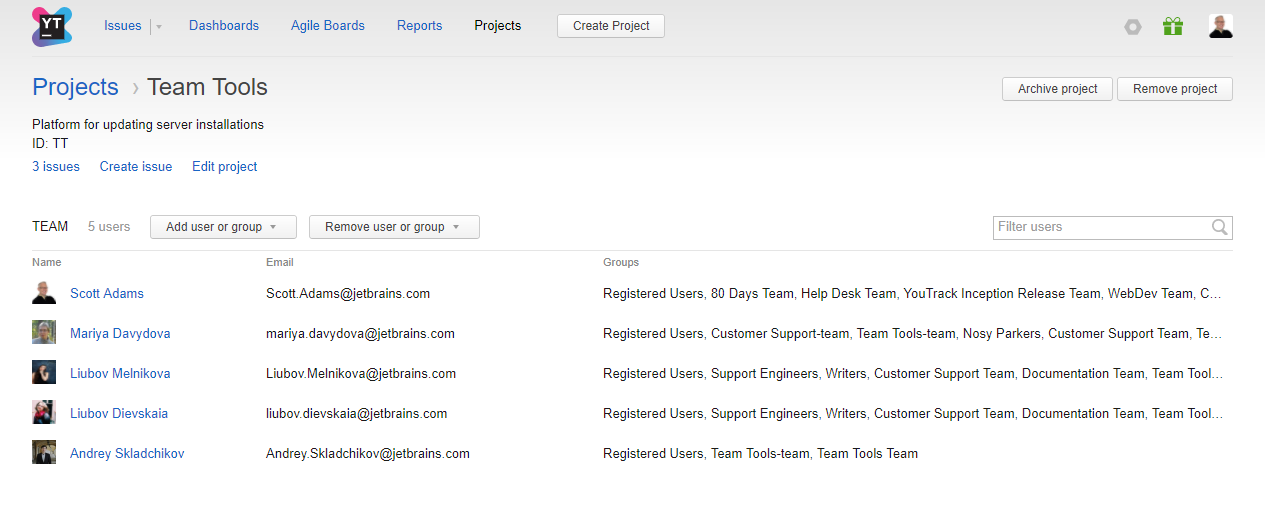 YT Issues Dashboards Agile Boards Reports Projects Create Project
Projects › Team Tools Archive project Remove project
Platform for updating server installations
ID: TT
3 issues Create issue Edit project
TEAM 5 users Add user or group Remove user or group Filter users
Name Email Groups
Scott Adams Scott.Adams@jetbrains.com Registered Users, 80 Days Team, Help Desk Team, YouTrack Inception Release Team, WebDev Team, C…
Mariya Davydova mariya.davydova@jetbrains.com Registered Users, Customer Support-team, Team Tools-team, Nosy Parkers, Customer Support Team, Te…
Liubov Melnikova Liubov.Melnikova@jetbrains.com Registered Users, Support Engineers, Writers, Customer Support Team, Documentation Team, Team Tool…
Liubov Dievskaia liubov.dievskaia@jetbrains.com Registered Users, Support Engineers, Writers, Customer Support Team, Documentation Team, Team Tool…
Andrey Skladchikov Andrey.Skladchikov@jetbrains.com Registered Users, Team Tools-team, Team Tools Team